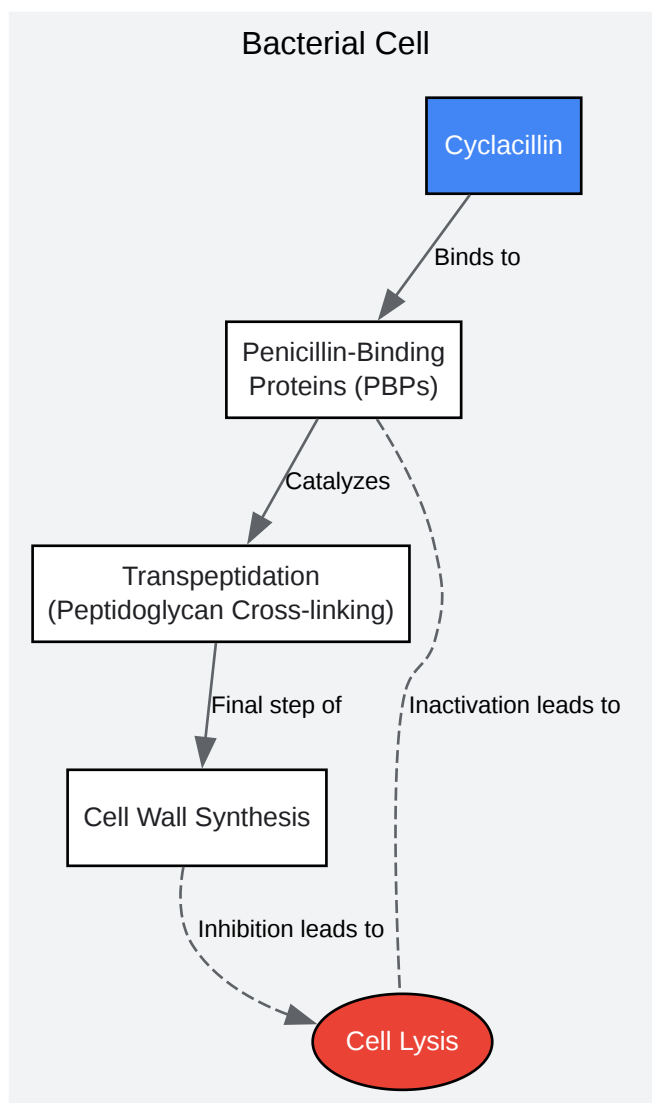 Bacterial Cell
Cyclacillin
Binds to
Penicillin-Binding
Proteins (PBPs)
Catalyzes
Transpeptidation
(Peptidoglycan Cross-linking)
Final step of
Inactivation leads to
Cell Wall Synthesis
Inhibition leads to
Cell Lysis